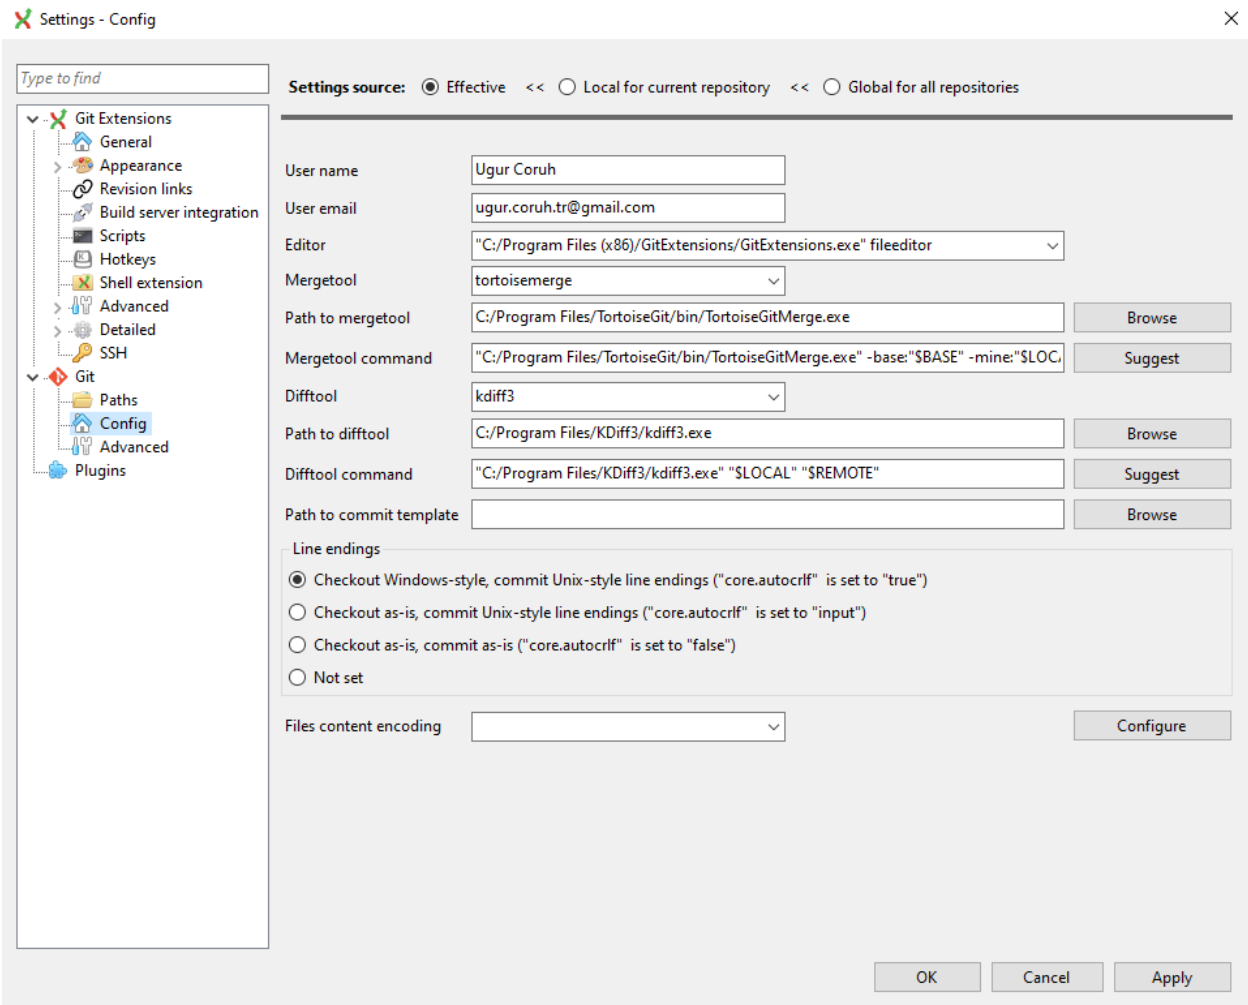 Settings - Config
Type to find
Git Extensions
General
Appearance
Revision links
Build server integration
Scripts
Hotkeys
Shell extension
Advanced
Detailed
SSH
Git
Paths
Config
Advanced
Plugins
Settings source: Effective << Local for current repository << Global for all repositories
User name Ugur Coruh
User email ugur.coruh.tr@gmail.com
Editor "C:/Program Files (x86)/GitExtensions/GitExtensions.exe" fileeditor
Mergetool tortoisemerge
Path to mergetool C:/Program Files/TortoiseGit/bin/TortoiseGitMerge.exe Browse
Mergetool command "C:/Program Files/TortoiseGit/bin/TortoiseGitMerge.exe" -base:"$BASE" -mine:"$LOCA Suggest
Difftool kdiff3
Path to difftool C:/Program Files/KDiff3/kdiff3.exe Browse
Difftool command "C:/Program Files/KDiff3/kdiff3.exe" "$LOCAL" "$REMOTE" Suggest
Path to commit template Browse
Line endings
Checkout Windows-style, commit Unix-style line endings ("core.autocrlf" is set to "true")
Checkout as-is, commit Unix-style line endings ("core.autocrlf" is set to "input")
Checkout as-is, commit as-is ("core.autocrlf" is set to "false")
Not set
Files content encoding Configure
OK Cancel Apply